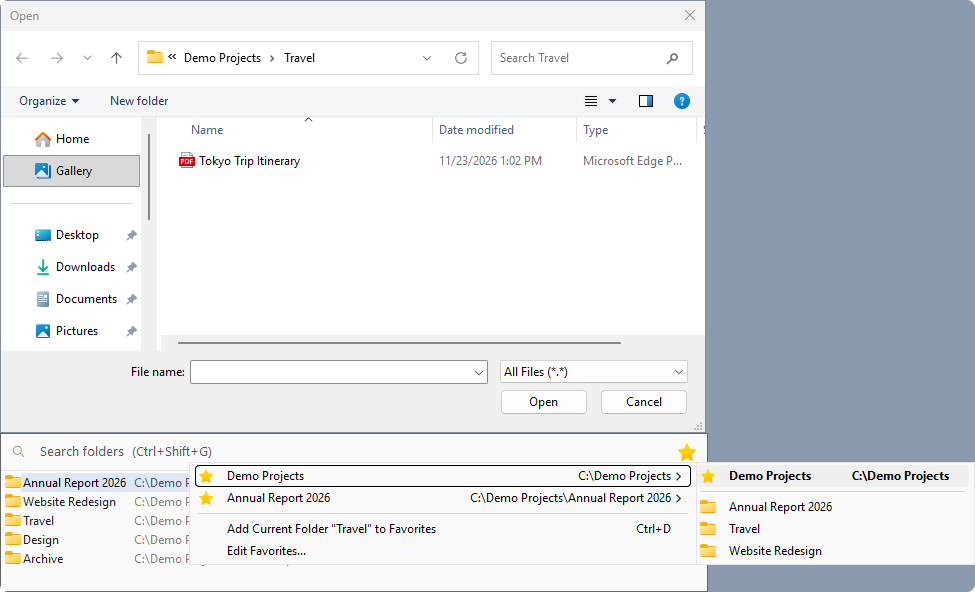 Open
« Demo Projects › Travel
Search Travel
Organize
New folder
?
Name
Date modified
Type
Home
Gallery
Desktop
Downloads
Documents
Pictures
PDF Tokyo Trip Itinerary 11/23/2026 1:02 PM Microsoft Edge P...
File name:
All Files (*.*)
Open
Cancel
Search folders (Ctrl+Shift+G)
Annual Report 2026 C:\Demo P
Website Redesign C:\Demo P
Travel C:\Demo P
Design C:\Demo P
Archive C:\Demo P
Demo Projects C:\Demo Projects
Annual Report 2026 C:\Demo Projects\Annual Report 2026
Add Current Folder "Travel" to Favorites Ctrl+D
Edit Favorites...
Demo Projects C:\Demo Projects
Annual Report 2026
Travel
Website Redesign